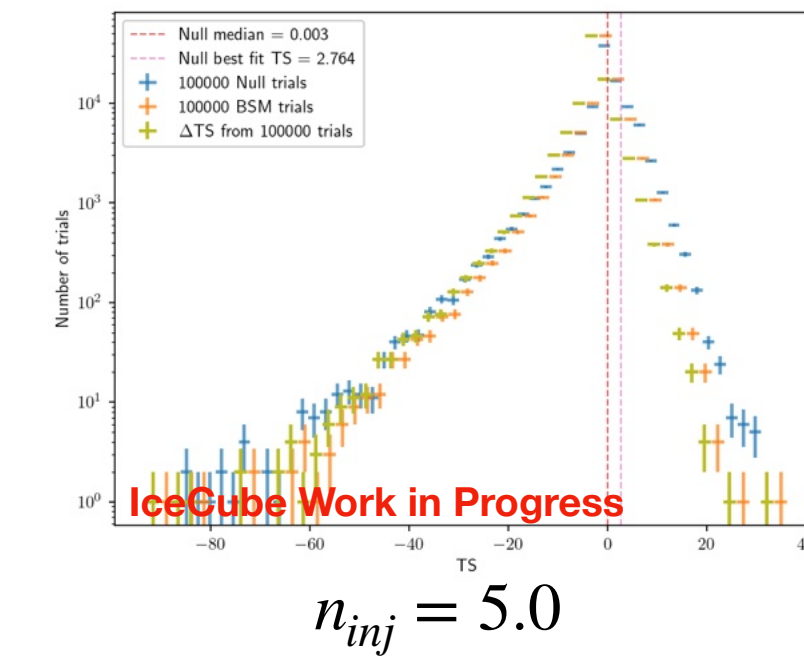 Null median = 0.003
Null best fit TS = 2.764
100000 Null trials
100000 BSM trials
ΔTS from 100000 trials
Number of trials
10⁴
10³
10²
10¹
10⁰
IceCube Work in Progress
−80 −60 −40 −20 0 20 4
TS
n_inj = 5.0